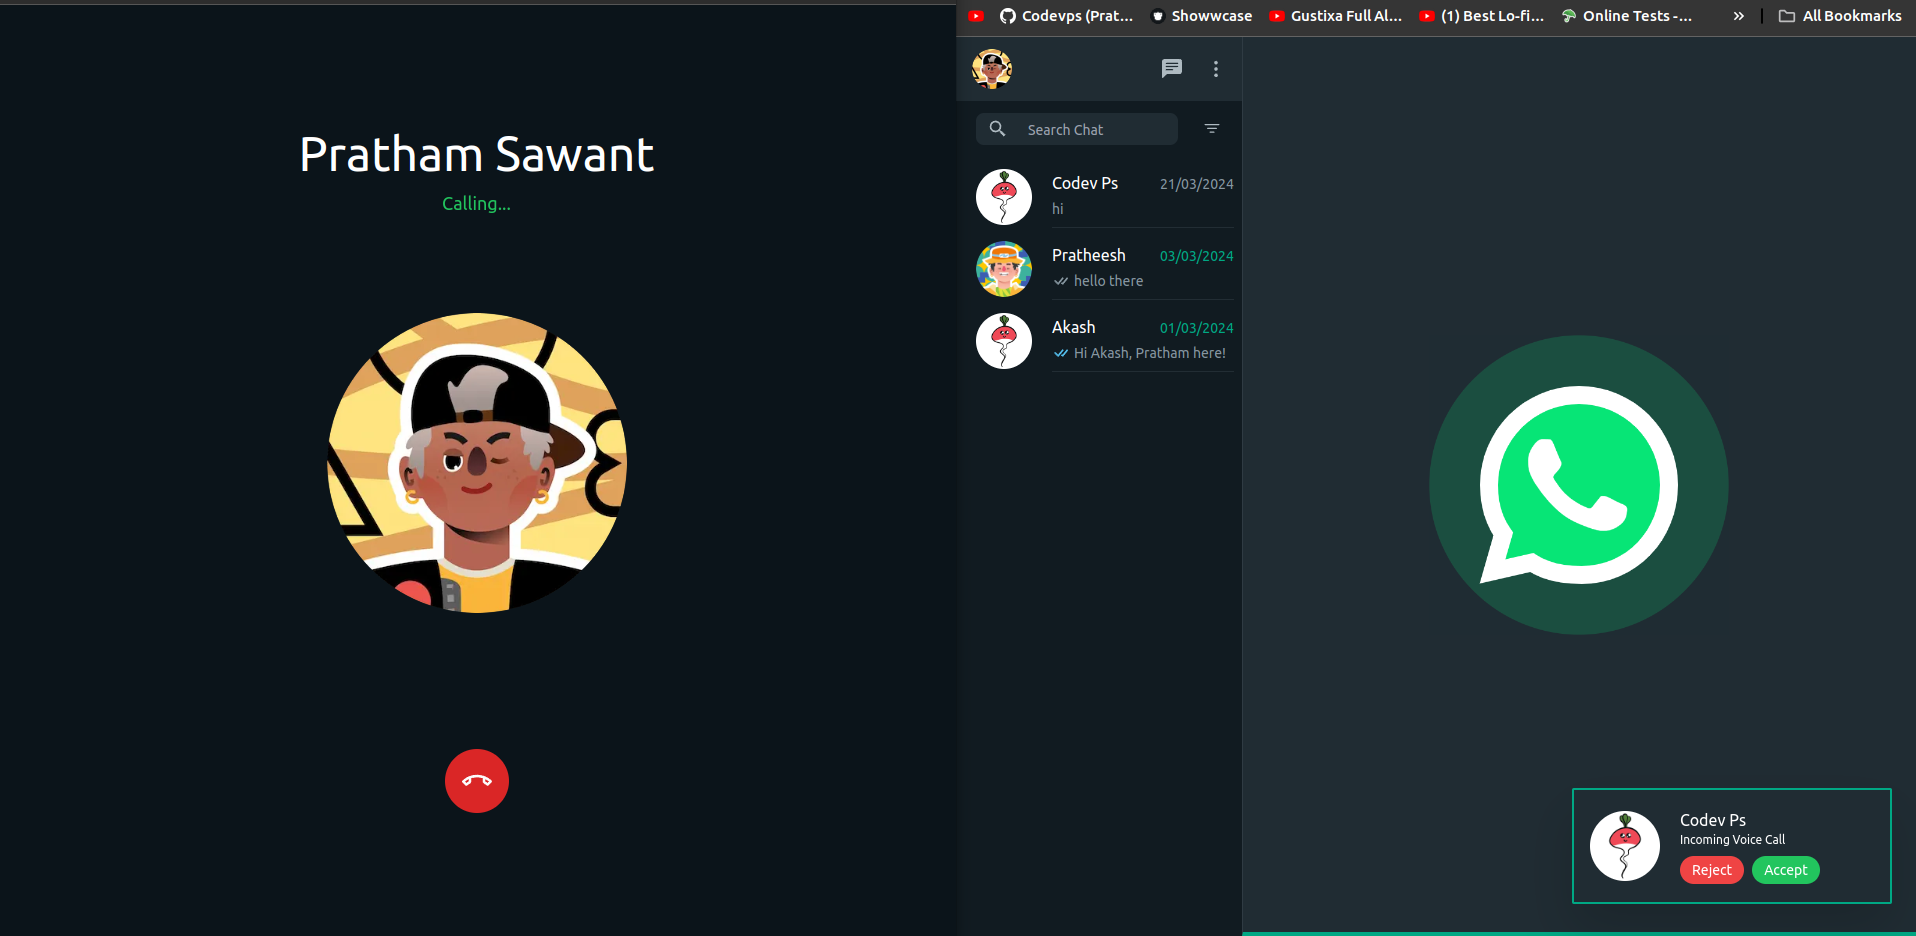 Pratham Sawant
Calling...
Codevps (Prat...
Showwcase
Gustixa Full Al...
(1) Best Lo-fi...
Online Tests -...
All Bookmarks
Search Chat
Codev Ps
21/03/2024
hi
Pratheesh
03/03/2024
hello there
Akash
01/03/2024
Hi Akash, Pratham here!
Codev Ps
Incoming Voice Call
Reject
Accept